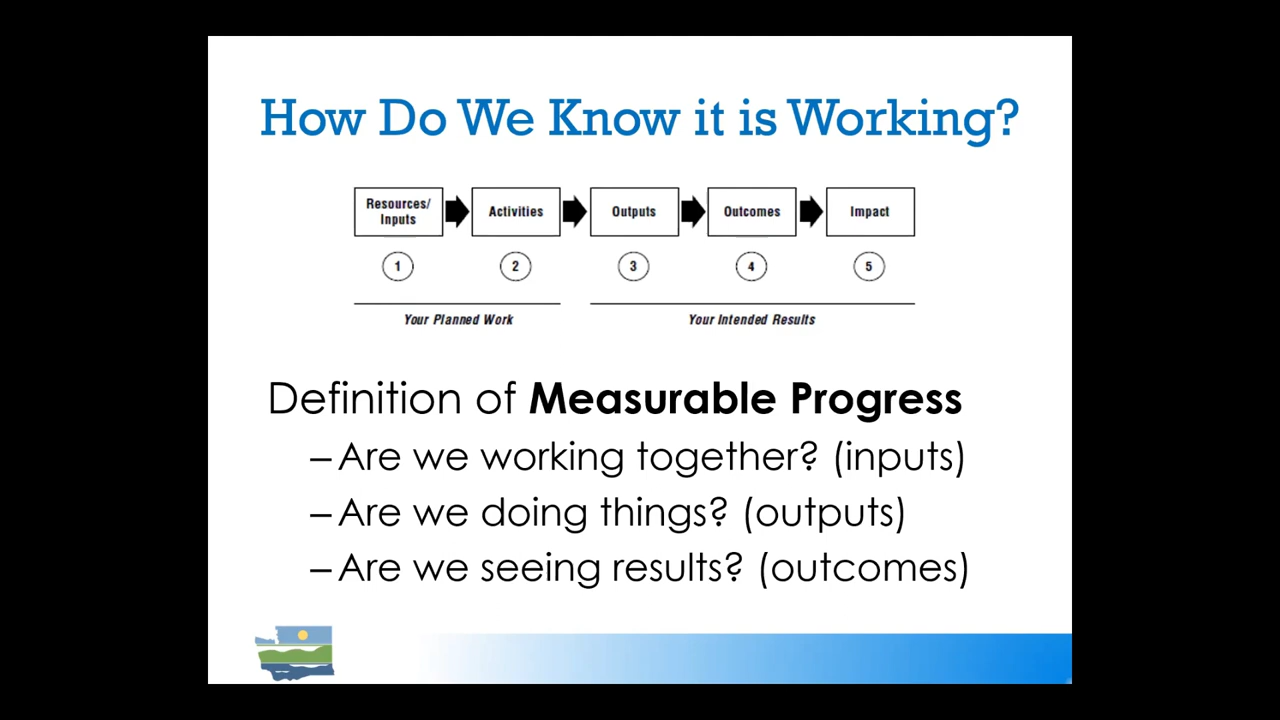 How Do We Know it is Working?
Resources/
Inputs
Activities
Outputs
Outcomes
Impact
1
2
3
4
5
Your Planned Work
Your Intended Results
Definition of Measurable Progress
–Are we working together? (inputs)
–Are we doing things? (outputs)
–Are we seeing results? (outcomes)